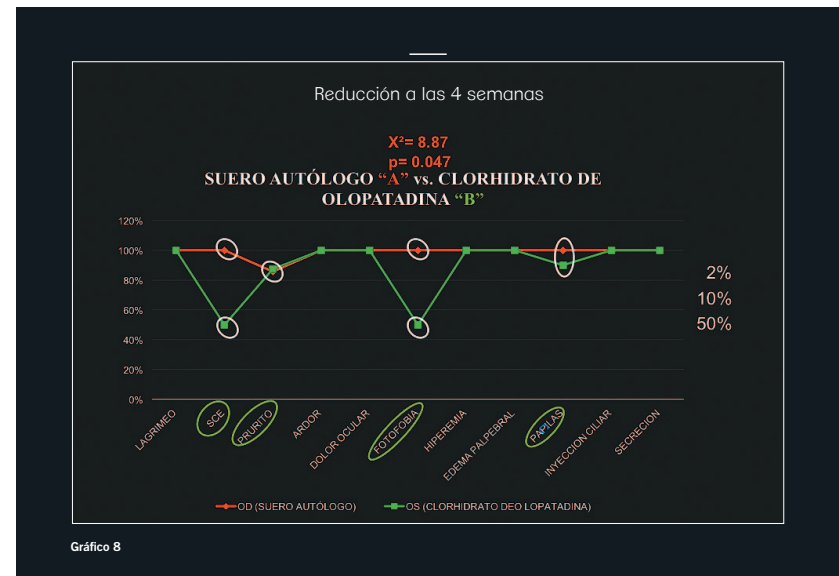 Reducción a las 4 semanas
X²= 8.87
p= 0.047
SUERO AUTÓLOGO “A” vs. CLORHIDRATO DE
OLOPATADINA “B”
120%
100%
80%
60%
40%
20%
0%
2%
10%
50%
LAGRIMEO
SCE
PRURITO
ARDOR
DOLOR OCULAR
FOTOFOBIA
HIPEREMIA
EDEMA PALPEBRAL
PAPILAS
INYECCION CILIAR
SECRECION
OD (SUERO AUTÓLOGO)
OS (CLORHIDRATO DEO LOPATADINA)
Gráfico 8